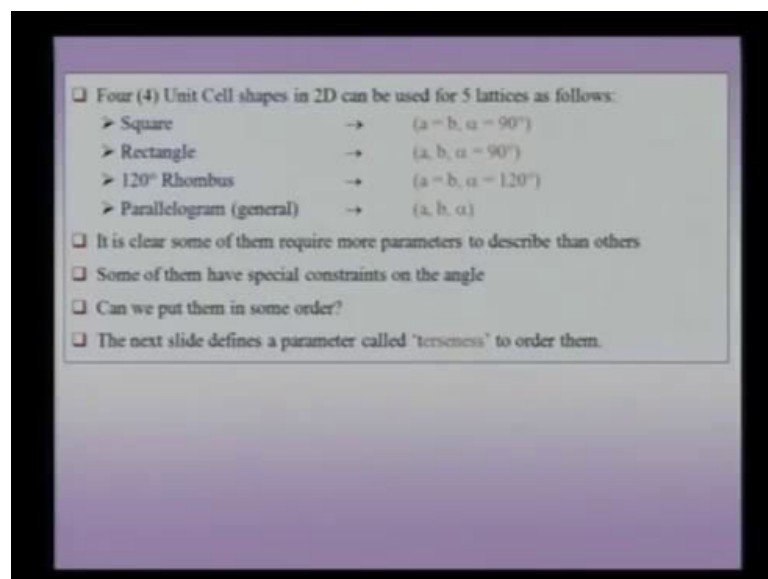 ❑ Four (4) Unit Cell shapes in 2D can be used for 5 lattices as follows:
➢ Square → (a = b, α = 90°)
➢ Rectangle → (a, b, α = 90°)
➢ 120° Rhombus → (a = b, α = 120°)
➢ Parallelogram (general) → (a, b, α)
❑ It is clear some of them require more parameters to describe than others
❑ Some of them have special constraints on the angle
❑ Can we put them in some order?
❑ The next slide defines a parameter called 'terseness' to order them.